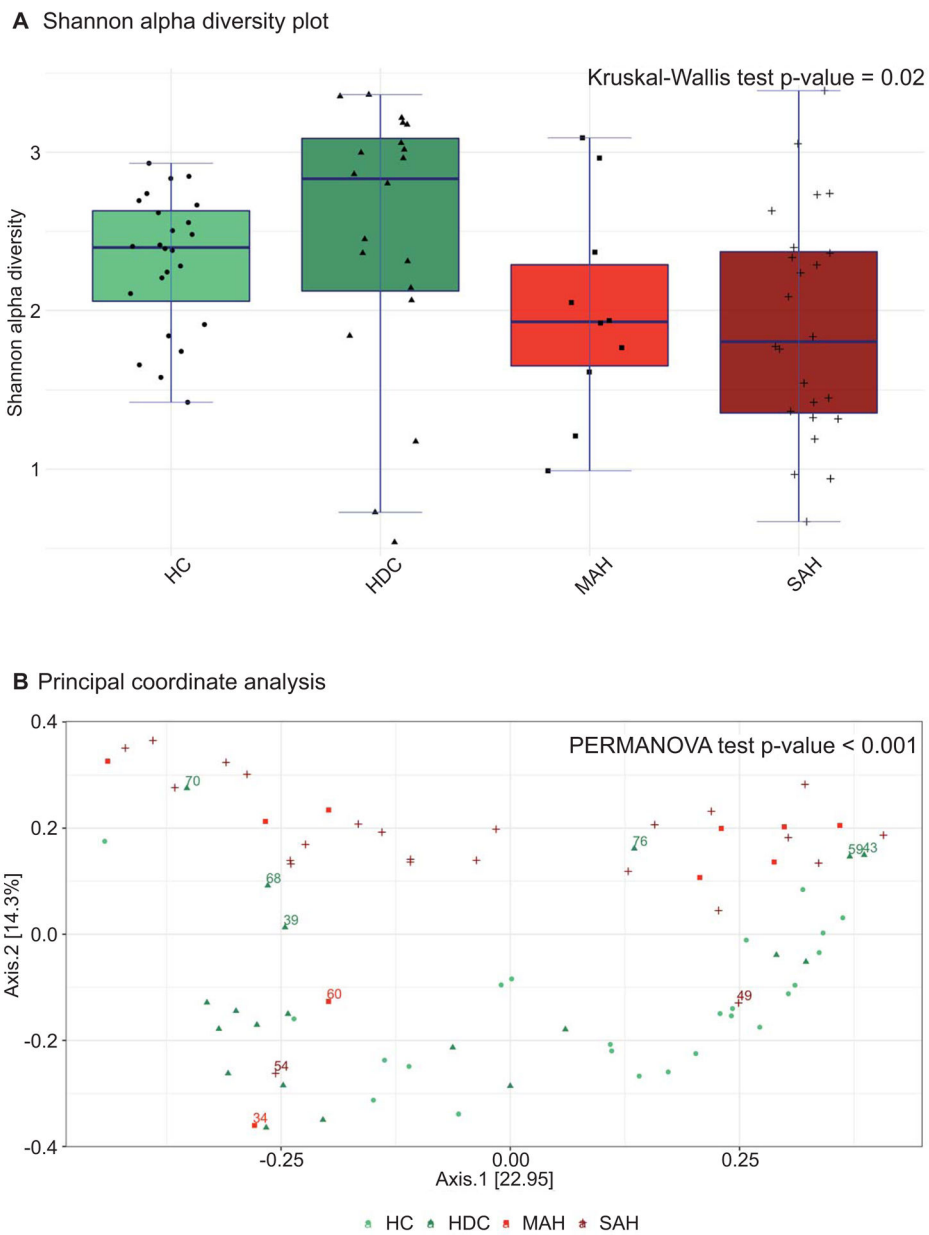 A Shannon alpha diversity plot
Kruskal-Wallis test p-value = 0.02
Shannon alpha diversity
3
2
1
HC
HDC
MAH
SAH
B Principal coordinate analysis
PERMANOVA test p-value < 0.001
Axis.2 [14.3%]
0.4
0.2
0.0
-0.2
-0.4
70
76
59
43
68
39
60
49
54
34
-0.25
0.00
0.25
Axis.1 [22.95]
HC HDC MAH SAH